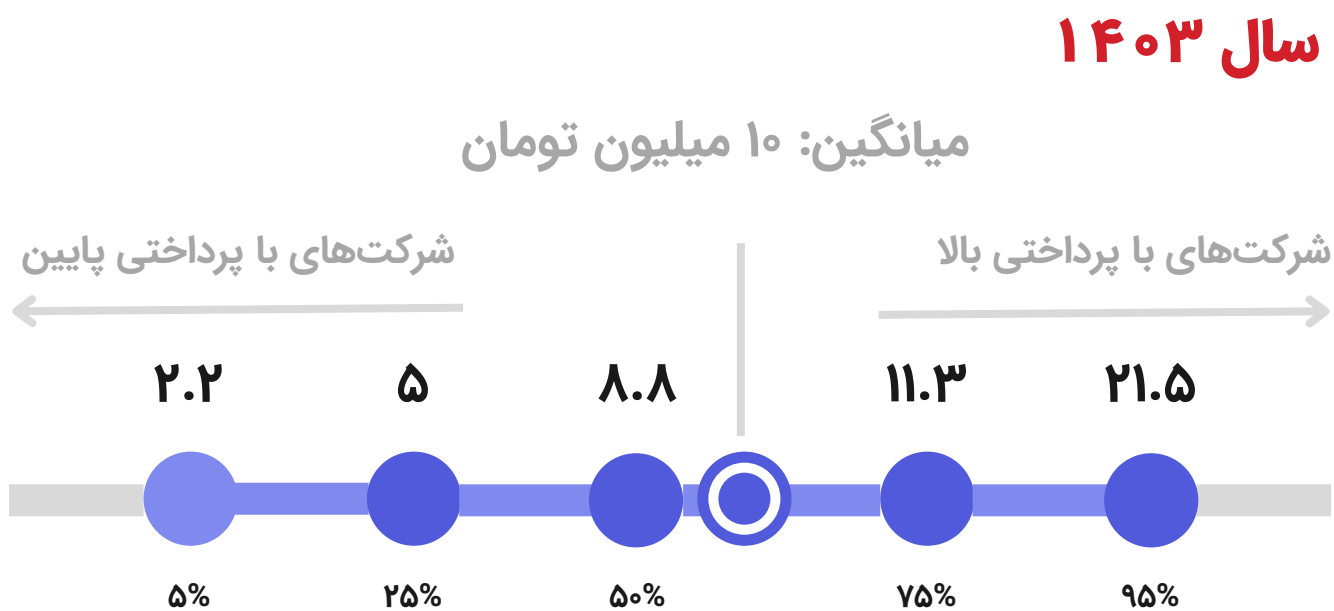 سال ۱۴۰۳
میانگین: ۱۰ میلیون تومان
شرکت‌های با پرداختی بالا
شرکت‌های با پرداختی پایین
۲.۲ ۵ ۸.۸ ۱۱.۳ ۲۱.۵
۵% ۲۵% ۵۰% ۷۵% ۹۵%